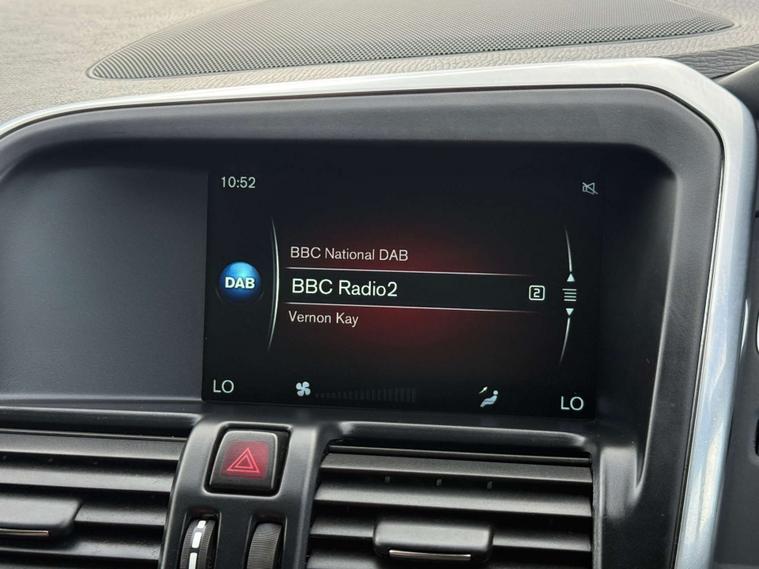 10:52
BBC National DAB
DAB
BBC Radio2
2
Vernon Kay
LO
LO